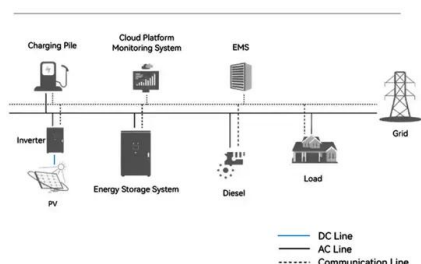 Charging Pile
Cloud Platform
Monitoring System
EMS
Grid
Inverter
PV
Energy Storage System
Diesel
Load
DC Line
AC Line
Communication Line